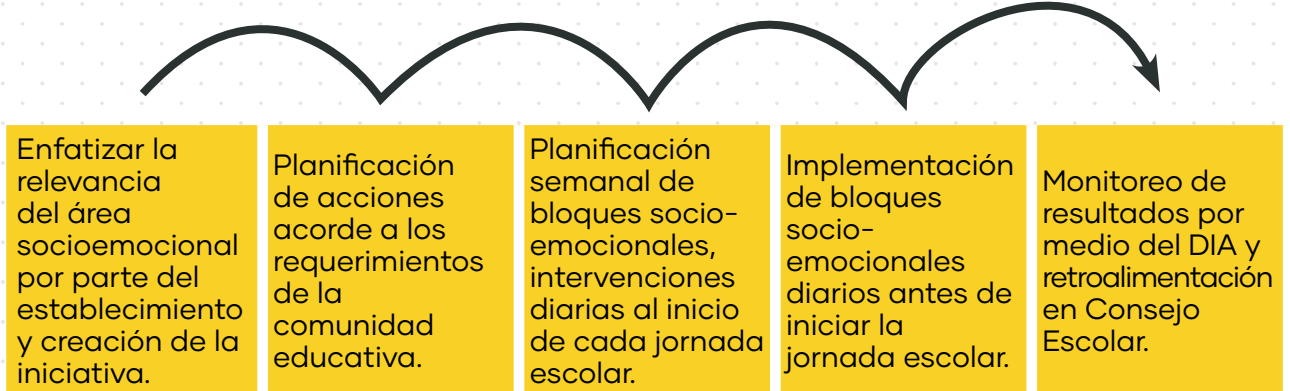 Enfatizar la
relevancia
del área
socioemocional
por parte del
establecimiento
y creación de la
iniciativa.
Planificación
de acciones
acorde a los
requerimientos
de la
comunidad
educativa.
Planificación
semanal de
bloques socio-
emocionales,
intervenciones
diarias al inicio
de cada jornada
escolar.
Implementación
de bloques
socio-
emocionales
diarios antes de
iniciar la
jornada escolar.
Monitoreo de
resultados por
medio del DIA y
retroalimentación
en Consejo
Escolar.